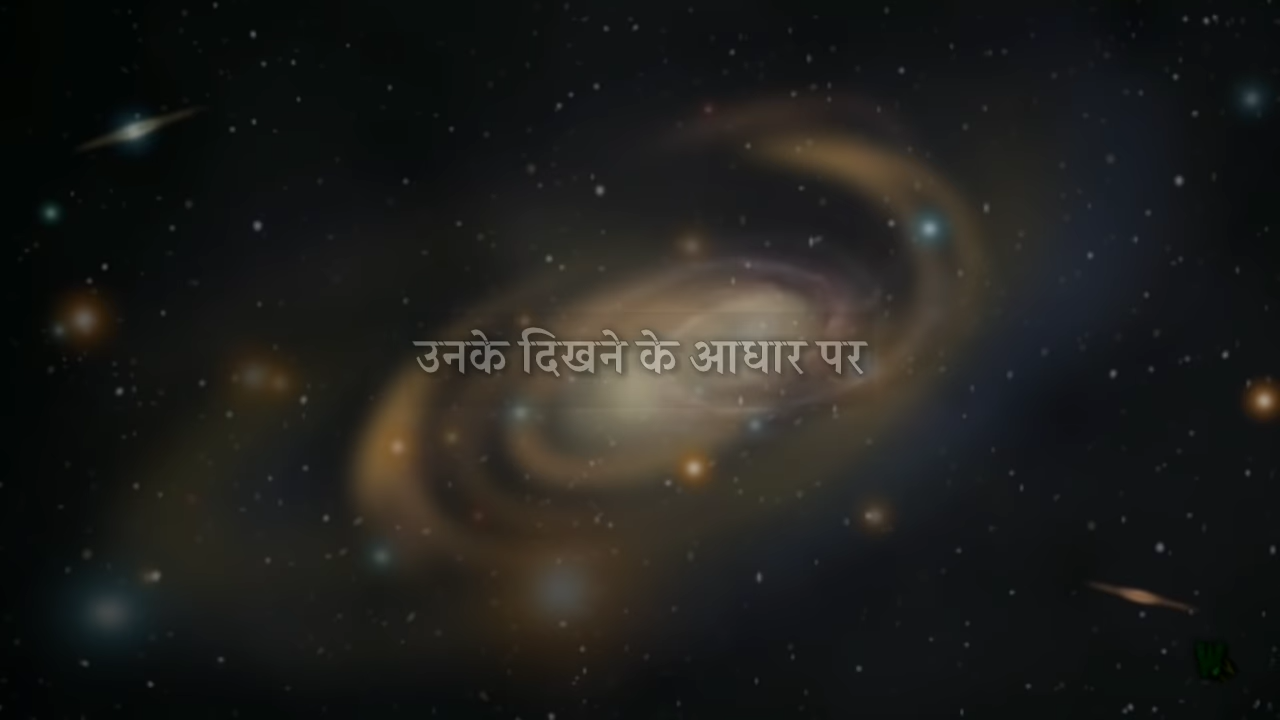 उनके दिखने के आधार पर